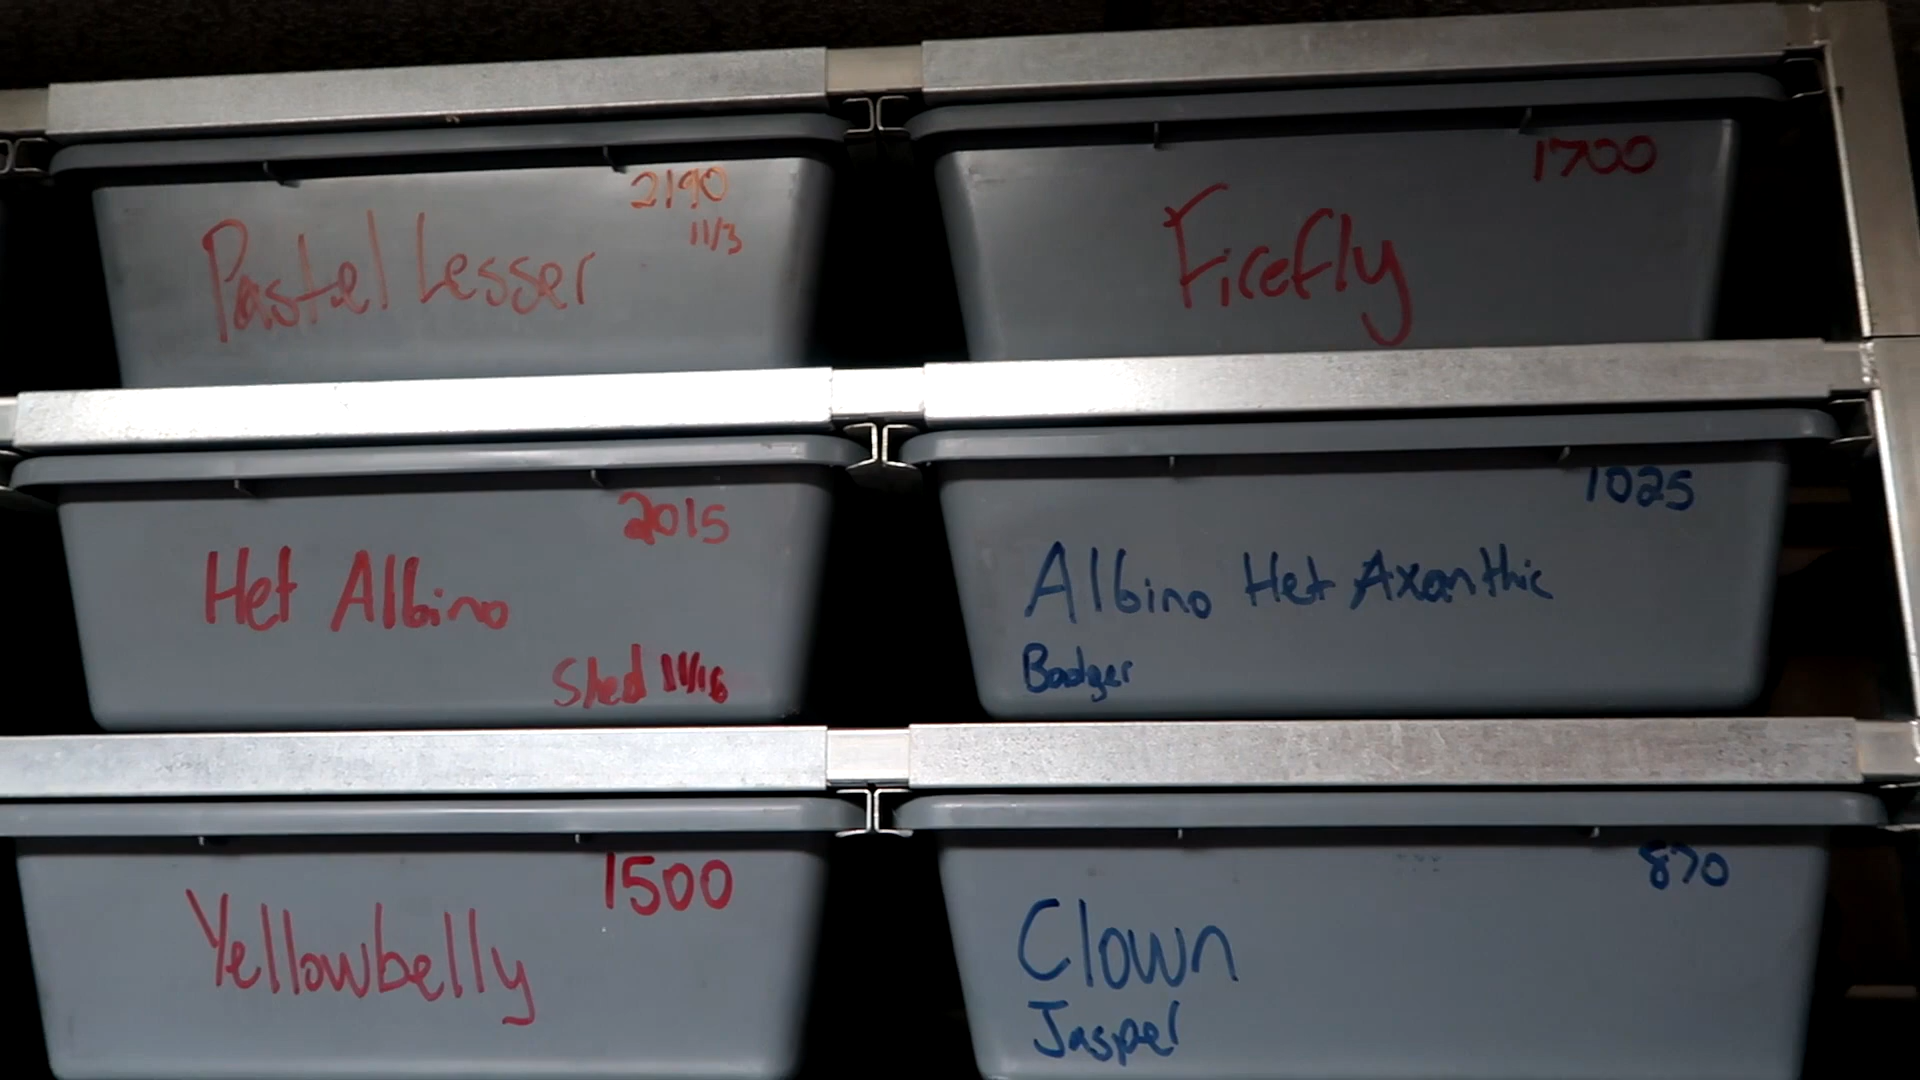 2190
11/3
Pastel Lesser
1700
Firefly
2015
Het Albino
Shed 11/16
1025
Albino Het Axanthic
Badger
1500
Yellowbelly
870
Clown
Jasper